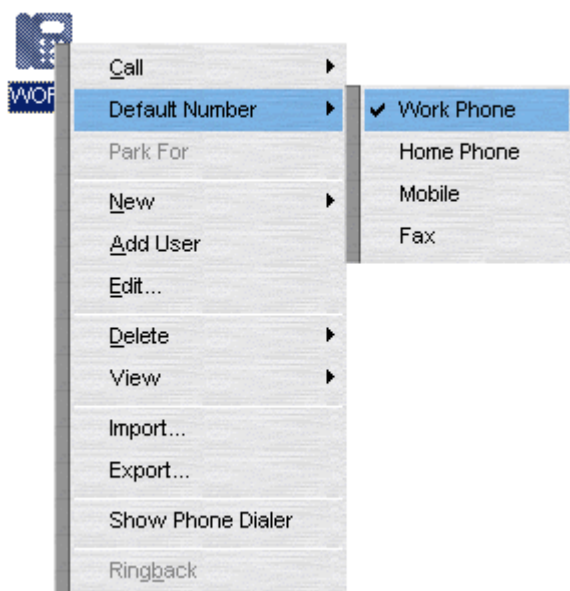 WOR
Call
Default Number
Park For
New
Add User
Edit...
Delete
View
Import...
Export...
Show Phone Dialer
Ringback
Work Phone
Home Phone
Mobile
Fax